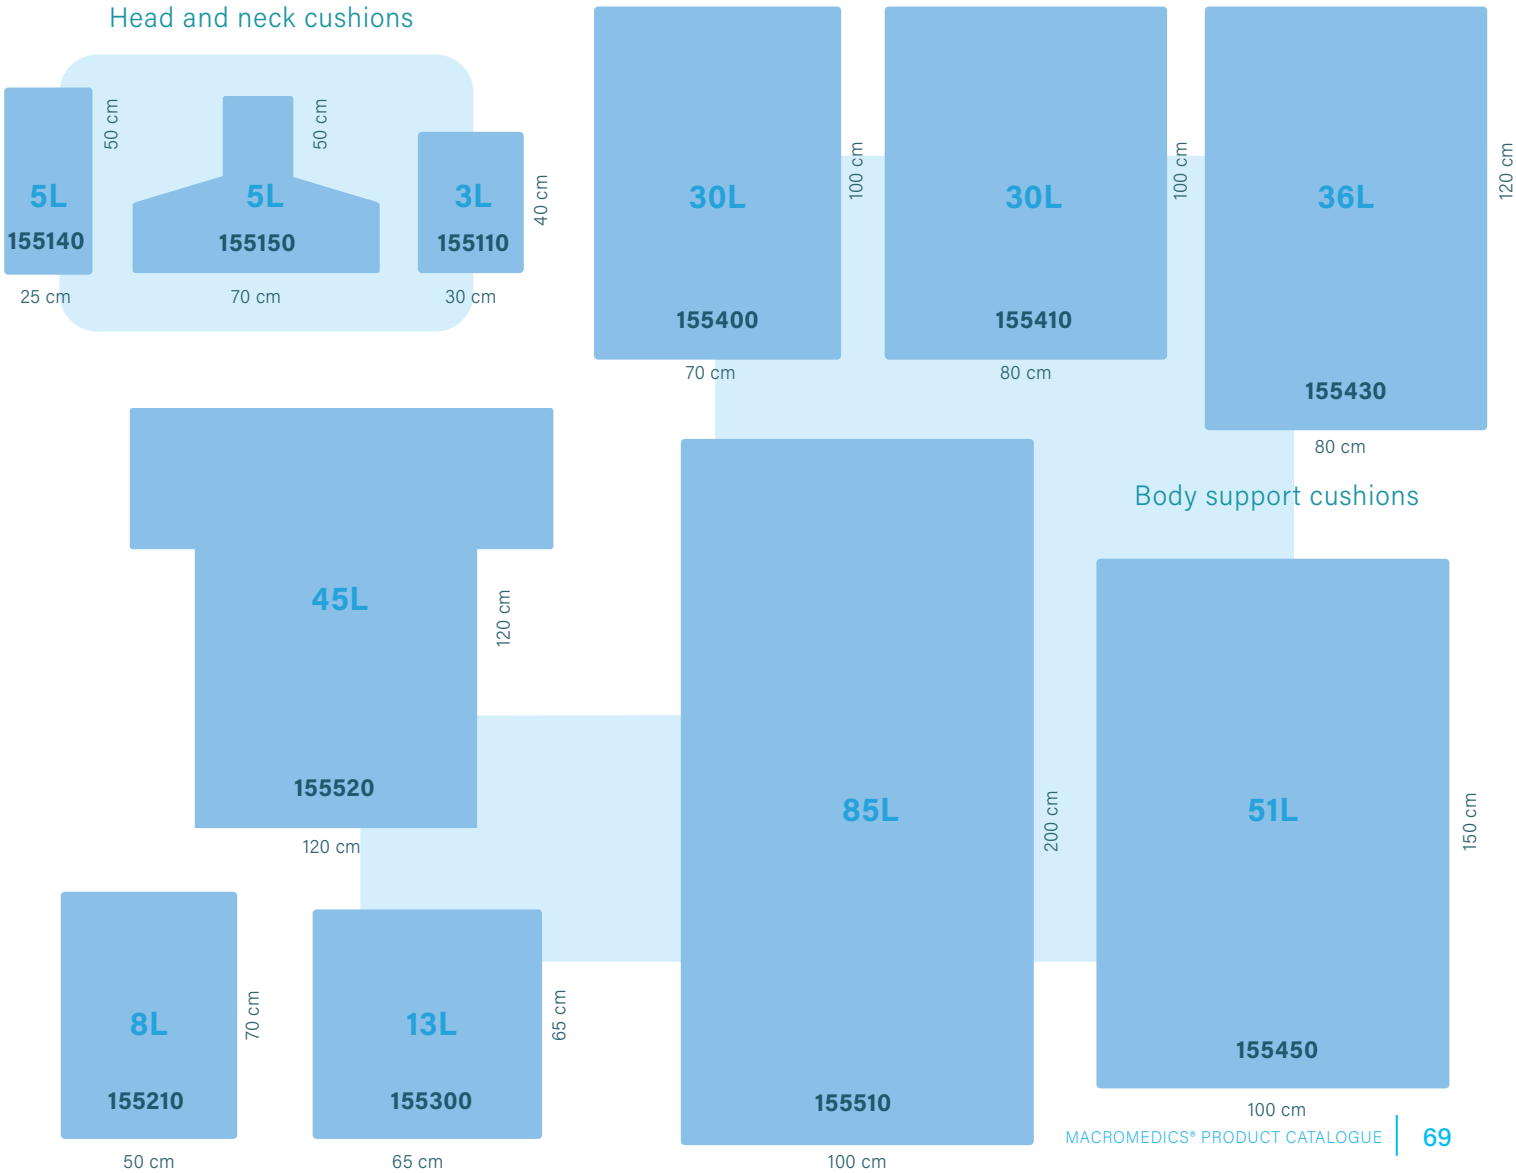 Head and neck cushions
50 cm
5L
155140
25 cm
50 cm
5L
155150
70 cm
3L
155110
40 cm
30 cm
30L
155400
100 cm
70 cm
30L
155410
100 cm
80 cm
36L
155430
120 cm
80 cm
Body support cushions
45L
155520
120 cm
120 cm
85L
155510
200 cm
100 cm
51L
155450
150 cm
100 cm
8L
155210
70 cm
50 cm
13L
155300
65 cm
65 cm
MACROMEDICS® PRODUCT CATALOGUE
69